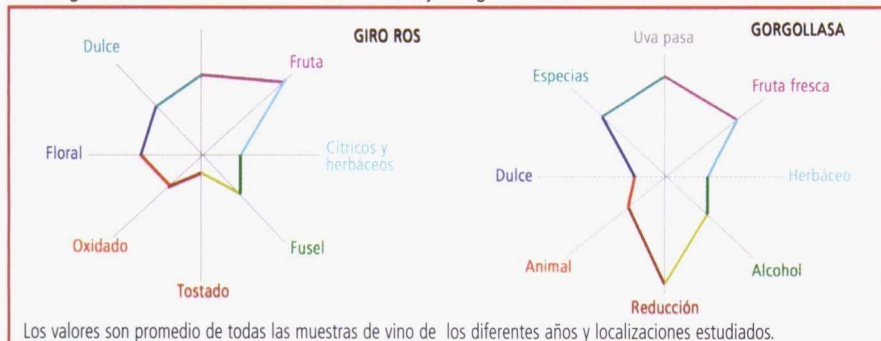 GIRO ROS
Dulce
Fruta
Floral
Cítricos y
herbáceos
Oxidado
Fusel
Tostado
GORGOLLASA
Uva pasa
Especias
Fruta fresca
Dulce
Herbáceo
Animal
Alcohol
Reducción
Los valores son promedio de todas las muestras de vino de los diferentes años y localizaciones estudiados.